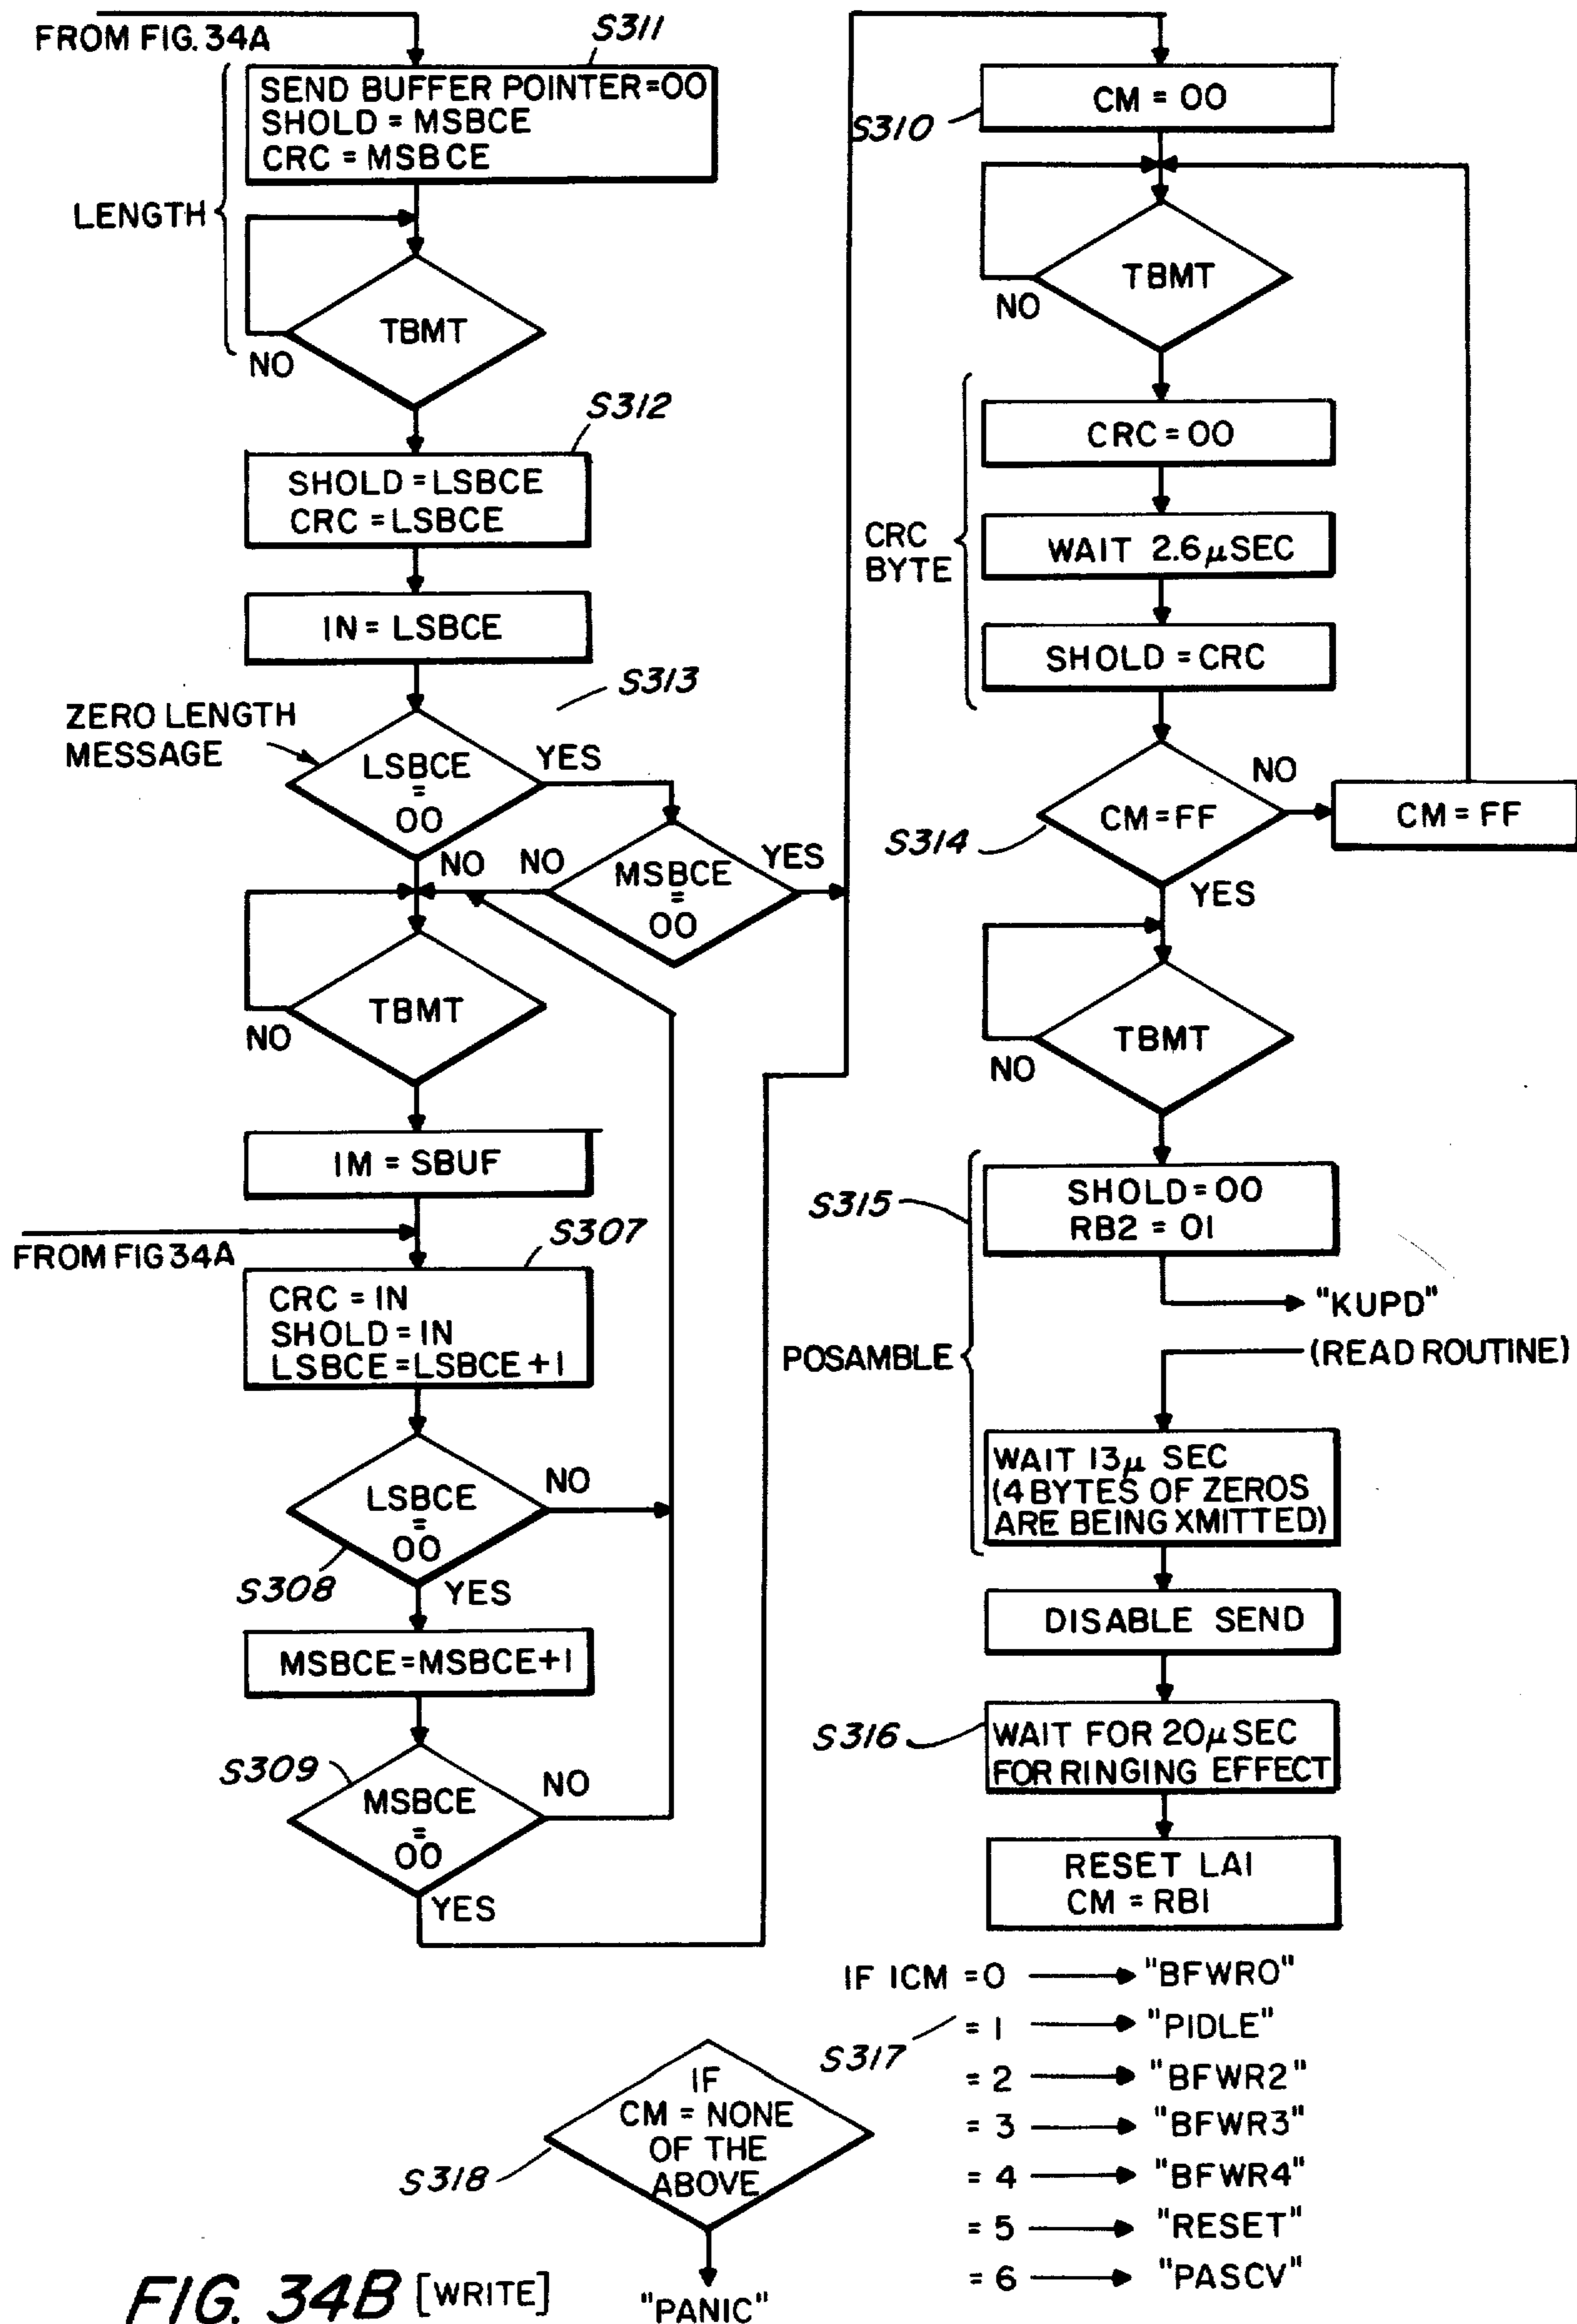 FROM FIG. 34A
S311
SEND BUFFER POINTER=00
SHOLD = MSBCE
CRC = MSBCE
LENGTH
TBMT
NO
S312
SHOLD = LSBCE
CRC = LSBCE
IN = LSBCE
S313
ZERO LENGTH
MESSAGE
LSBCE
=
00
YES
NO
NO
MSBCE
=
00
YES
TBMT
NO
IM = SBUF
FROM FIG 34A
S307
CRC = IN
SHOLD = IN
LSBCE = LSBCE + 1
LSBCE
=
00
NO
S308
YES
MSBCE = MSBCE + 1
S309
MSBCE
=
00
NO
YES
CM = 00
S310
TBMT
NO
CRC = 00
CRC
BYTE
WAIT 2.6 μSEC
SHOLD = CRC
CM = FF
NO
CM = FF
S314
YES
TBMT
NO
S315
SHOLD = 00
RB2 = 01
"KUPD"
POSAMBLE
(READ ROUTINE)
WAIT 13μ SEC
(4 BYTES OF ZEROS
ARE BEING XMITTED)
DISABLE SEND
S316
WAIT FOR 20μSEC
FOR RINGING EFFECT
RESET LAI
CM = RBI
IF ICM = 0 "BFWRO"
= 1 "PIDLE"
S317
= 2 "BFWR2"
= 3 "BFWR3"
= 4 "BFWR4"
= 5 "RESET"
= 6 "PASCV"
IF
CM = NONE
OF THE
ABOVE
S318
"PANIC"
FIG. 34B [WRITE]